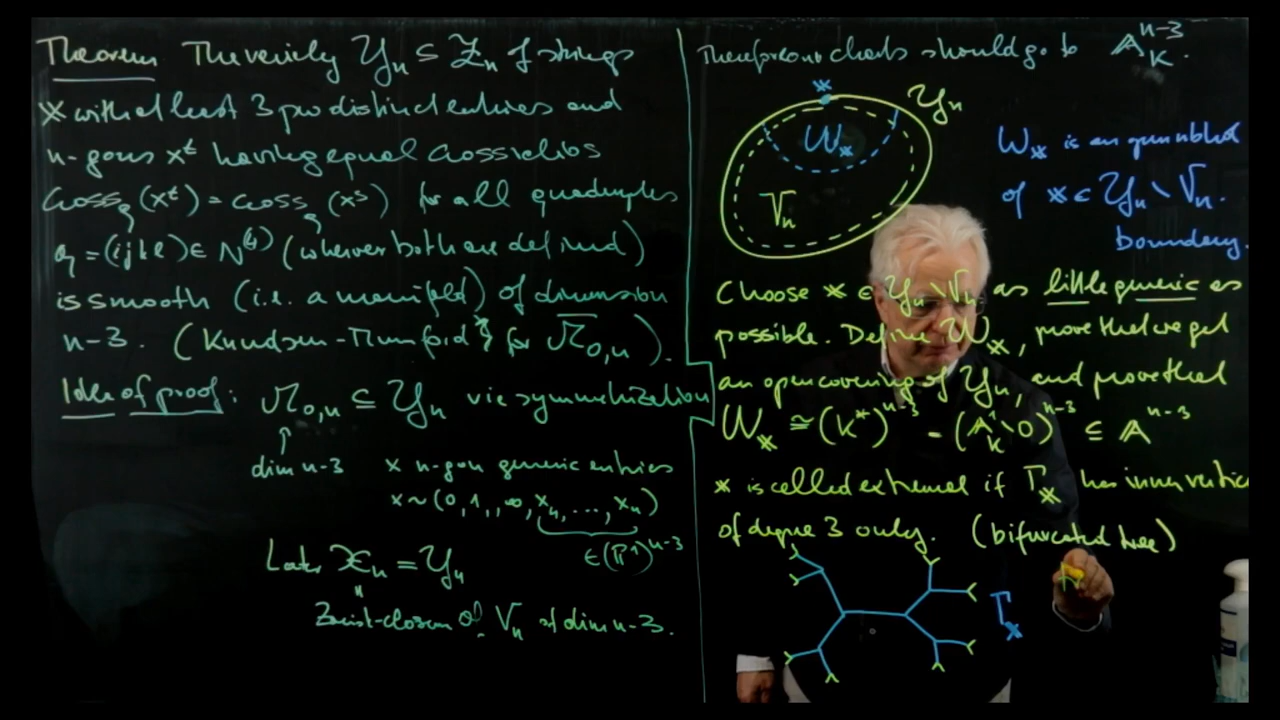 Theorem The variety Y_n ⊆ Z_n of strings
x with at least 3 pw distinct entries and
n-gons x^t having equal cross ratios
cross_q(x^t) = cross_q(x^s) for all quadruples
q = (ijkl) ∈ N^(4) (wherever both are defined)
is smooth (i.e. a manifold) of dimension
n-3. (Knudsen-Mumford for M̄_{0,n}).
Idea of proof: M_{0,n} ⊆ Y_n via symmetrization
↑
dim n-3 x n-gon generic entries
x ~ (0,1,∞,x_4,...,x_n)
∈ (P^1)^{n-3}
Later X_n = Y_n
"
Zariski-closure of V_n of dim n-3.
Therefore our charts should go to A_K^{n-3}.
x
Y_n
W_x
V_n
W_x is an open nbhd
of x ∈ Y_n \ V_n.
boundary.
Choose x ∈ Y_n \ V_n as little generic as
possible. Define W_x, prove that we get
an open covering of Y_n, and prove that
W_x ≅ (K*)^{n-3} = (A_K^1 \ 0)^{n-3} ⊆ A^{n-3}
x is called extremal if Γ_x has inner vertic
of degree 3 only. (bifurcated tree)
Γ_x